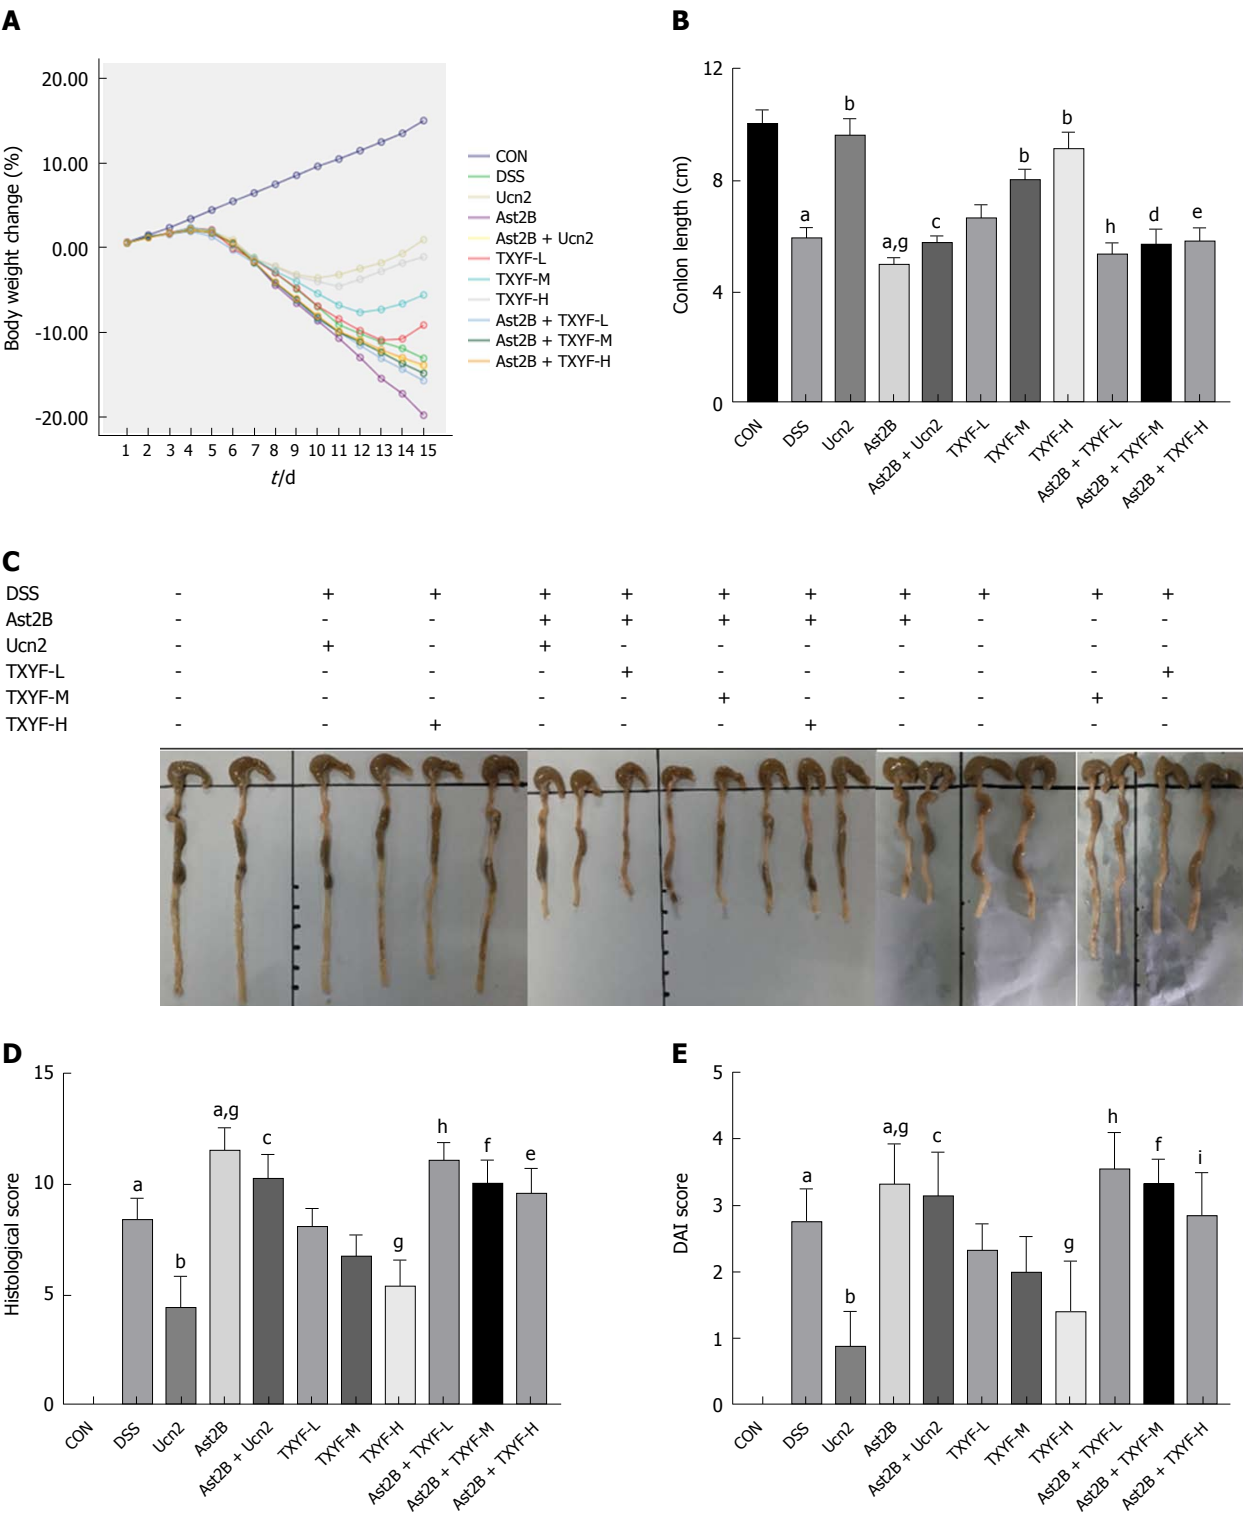 A
20.00
10.00
0.00
-10.00
-20.00
Body weight change (%)
1 2 3 4 5 6 7 8 9 10 11 12 13 14 15
t/d
CON
DSS
Ucn2
Ast2B
Ast2B + Ucn2
TXYF-L
TXYF-M
TXYF-H
Ast2B + TXYF-L
Ast2B + TXYF-M
Ast2B + TXYF-H
B
12
8
4
0
Conlon length (cm)
a b a,g c b b h d e
CON DSS Ucn2 Ast2B Ast2B + Ucn2 TXYF-L TXYF-M TXYF-H Ast2B + TXYF-L Ast2B + TXYF-M Ast2B + TXYF-H
C
DSS - + + + + + + + + + +
Ast2B - - - + + + + + - - -
Ucn2 - + - + - - - - - - -
TXYF-L - - - - + - - - - - +
TXYF-M - - - - - + - - - + -
TXYF-H - - + - - - + - - - -
D
15
10
5
0
Histological score
a b a,g c g h f e
CON DSS Ucn2 Ast2B Ast2B + Ucn2 TXYF-L TXYF-M TXYF-H Ast2B + TXYF-L Ast2B + TXYF-M Ast2B + TXYF-H
E
5
4
3
2
1
0
DAI score
a b a,g c g h f i
CON DSS Ucn2 Ast2B Ast2B + Ucn2 TXYF-L TXYF-M TXYF-H Ast2B + TXYF-L Ast2B + TXYF-M Ast2B + TXYF-H